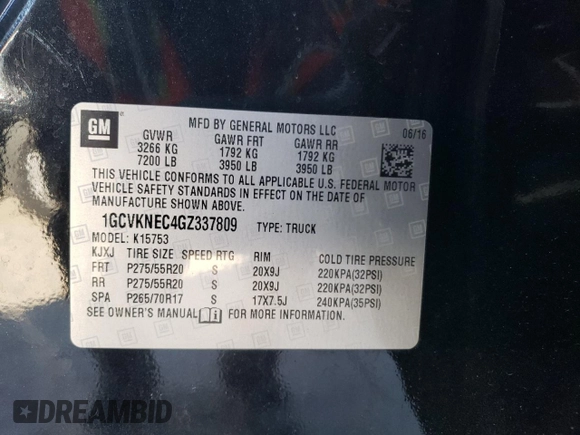 GM
MFD BY GENERAL MOTORS LLC
06/16
GVWR GAWR FRT GAWR RR
3266 KG 1792 KG 1792 KG
7200 LB 3950 LB 3950 LB
THIS VEHICLE CONFORMS TO ALL APPLICABLE U.S. FEDERAL MOTOR
VEHICLE SAFETY STANDARDS IN EFFECT ON THE DATE OF
MANUFACTURE SHOWN ABOVE.
1GCVKNEC4GZ337809 TYPE: TRUCK
MODEL: K15753
KJXJ TIRE SIZE SPEED RTG RIM COLD TIRE PRESSURE
FRT P275/55R20 S 20X9J 220KPA(32PSI)
RR P275/55R20 S 20X9J 220KPA(32PSI)
SPA P265/70R17 S 17X7.5J 240KPA(35PSI)
SEE OWNER'S MANUAL FOR MORE INFORMATION.
DREAMBID